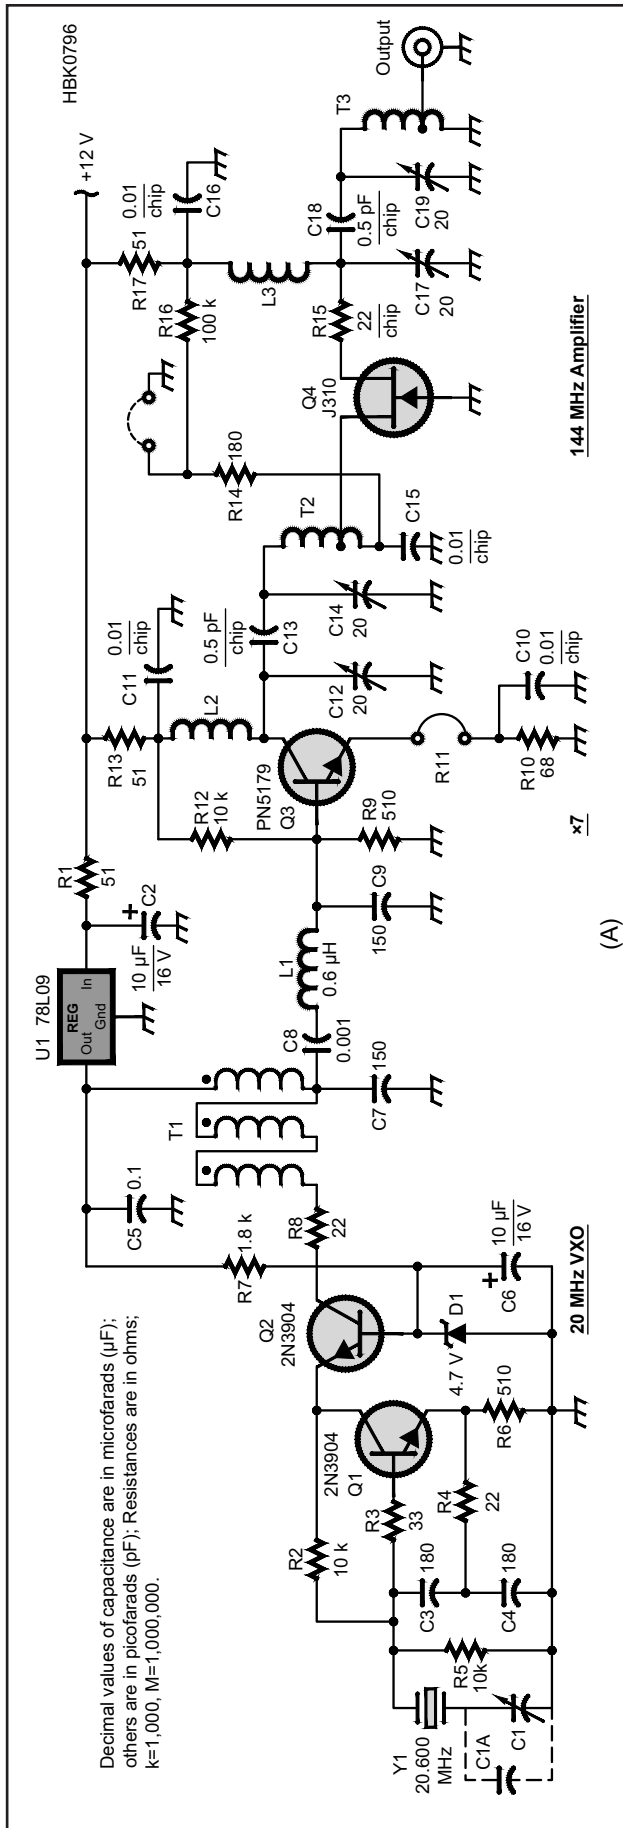 Decimal values of capacitance are in microfarads (µF);
others are in picofarads (pF); Resistances are in ohms;
k=1,000, M=1,000,000.
HBK0796
+12 V
U1 78L09
REG
Out
In
Gnd
R1
51
10 µF
16 V
C2
C5
0.1
T1
R7
1.8 k
R8
22
Q2
2N3904
2N3904
Q1
R2
10 k
R3
33
R4
22
R6
510
4.7 V
D1
10 µF
16 V
C6
C3
180
C4
180
R5
10k
Y1
20.600
MHz
C1A
C1
20 MHz VXO
C7
150
C8
0.001
L1
0.6 µH
150
C9
R9
510
R12
10 k
R13
51
C11
0.01
chip
L2
PN5179
Q3
0.5 pF
chip
C13
C12
20
C14
20
R11
R10
68
C10
0.01
chip
×7
T2
C15
0.01
chip
R14
180
R16
100 k
R17
51
0.01
chip
C16
L3
Q4
J310
R15
22
chip
C18
0.5 pF
chip
C17
20
C19
20
T3
Output
144 MHz Amplifier
(A)